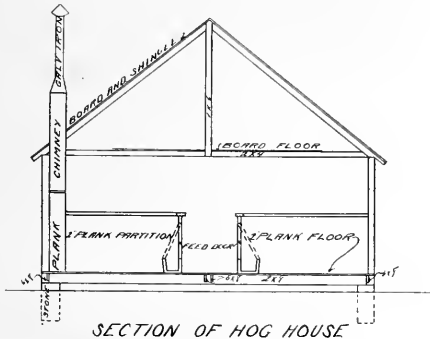 GALV IRON
BOARD AND SHINGLE
1X6
BOARD FLOOR
2X4
PLANK CHIMNEY
2" PLANK PARTITION
FEED DOOR
2" PLANK FLOOR
STONE
SECTION OF HOG HOUSE